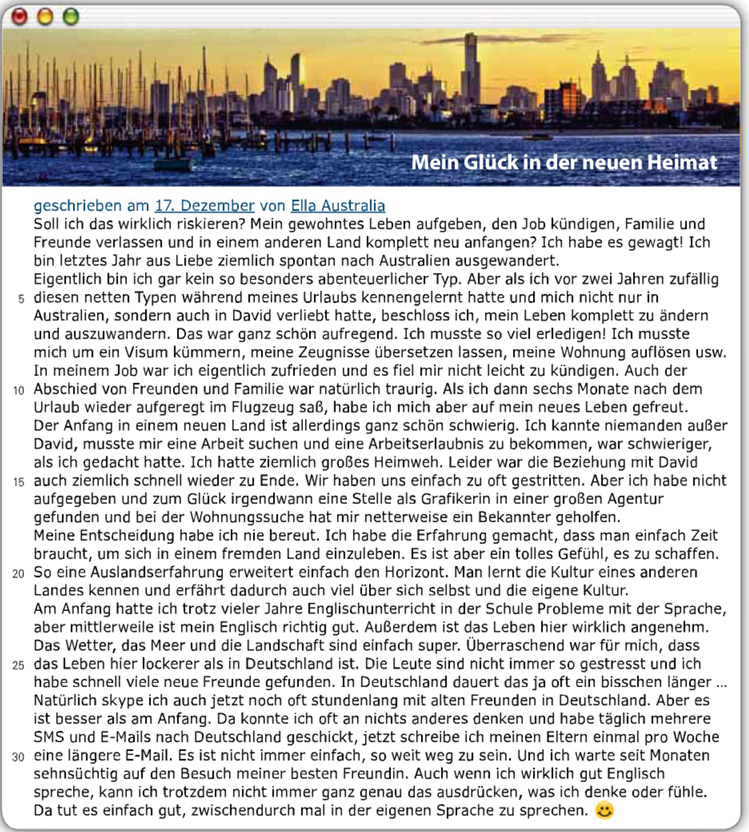 Mein Glück in der neuen Heimat
geschrieben am 17. Dezember von Ella Australia
Soll ich das wirklich riskieren? Mein gewohntes Leben aufgeben, den Job kündigen, Familie und
Freunde verlassen und in einem anderen Land komplett neu anfangen? Ich habe es gewagt! Ich
bin letztes Jahr aus Liebe ziemlich spontan nach Australien ausgewandert.
Eigentlich bin ich gar kein so besonders abenteuerlicher Typ. Aber als ich vor zwei Jahren zufällig
5 diesen netten Typen während meines Urlaubs kennengelernt hatte und mich nicht nur in
Australien, sondern auch in David verliebt hatte, beschloss ich, mein Leben komplett zu ändern
und auszuwandern. Das war ganz schön aufregend. Ich musste so viel erledigen! Ich musste
mich um ein Visum kümmern, meine Zeugnisse übersetzen lassen, meine Wohnung auflösen usw.
In meinem Job war ich eigentlich zufrieden und es fiel mir nicht leicht zu kündigen. Auch der
10 Abschied von Freunden und Familie war natürlich traurig. Als ich dann sechs Monate nach dem
Urlaub wieder aufgeregt im Flugzeug saß, habe ich mich aber auf mein neues Leben gefreut.
Der Anfang in einem neuen Land ist allerdings ganz schön schwierig. Ich kannte niemanden außer
David, musste mir eine Arbeit suchen und eine Arbeitserlaubnis zu bekommen, war schwieriger,
als ich gedacht hatte. Ich hatte ziemlich großes Heimweh. Leider war die Beziehung mit David
15 auch ziemlich schnell wieder zu Ende. Wir haben uns einfach zu oft gestritten. Aber ich habe nicht
aufgegeben und zum Glück irgendwann eine Stelle als Grafikerin in einer großen Agentur
gefunden und bei der Wohnungssuche hat mir netterweise ein Bekannter geholfen.
Meine Entscheidung habe ich nie bereut. Ich habe die Erfahrung gemacht, dass man einfach Zeit
braucht, um sich in einem fremden Land einzuleben. Es ist aber ein tolles Gefühl, es zu schaffen.
20 So eine Auslandserfahrung erweitert einfach den Horizont. Man lernt die Kultur eines anderen
Landes kennen und erfährt dadurch auch viel über sich selbst und die eigene Kultur.
Am Anfang hatte ich trotz vieler Jahre Englischunterricht in der Schule Probleme mit der Sprache,
aber mittlerweile ist mein Englisch richtig gut. Außerdem ist das Leben hier wirklich angenehm.
Das Wetter, das Meer und die Landschaft sind einfach super. Überraschend war für mich, dass
25 das Leben hier lockerer als in Deutschland ist. Die Leute sind nicht immer so gestresst und ich
habe schnell viele neue Freunde gefunden. In Deutschland dauert das ja oft ein bisschen länger ...
Natürlich skype ich auch jetzt noch oft stundenlang mit alten Freunden in Deutschland. Aber es
ist besser als am Anfang. Da konnte ich oft an nichts anderes denken und habe täglich mehrere
SMS und E-Mails nach Deutschland geschickt, jetzt schreibe ich meinen Eltern einmal pro Woche
30 eine längere E-Mail. Es ist nicht immer einfach, so weit weg zu sein. Und ich warte seit Monaten
sehnsüchtig auf den Besuch meiner besten Freundin. Auch wenn ich wirklich gut Englisch
spreche, kann ich trotzdem nicht immer ganz genau das ausdrücken, was ich denke oder fühle.
Da tut es einfach gut, zwischendurch mal in der eigenen Sprache zu sprechen.